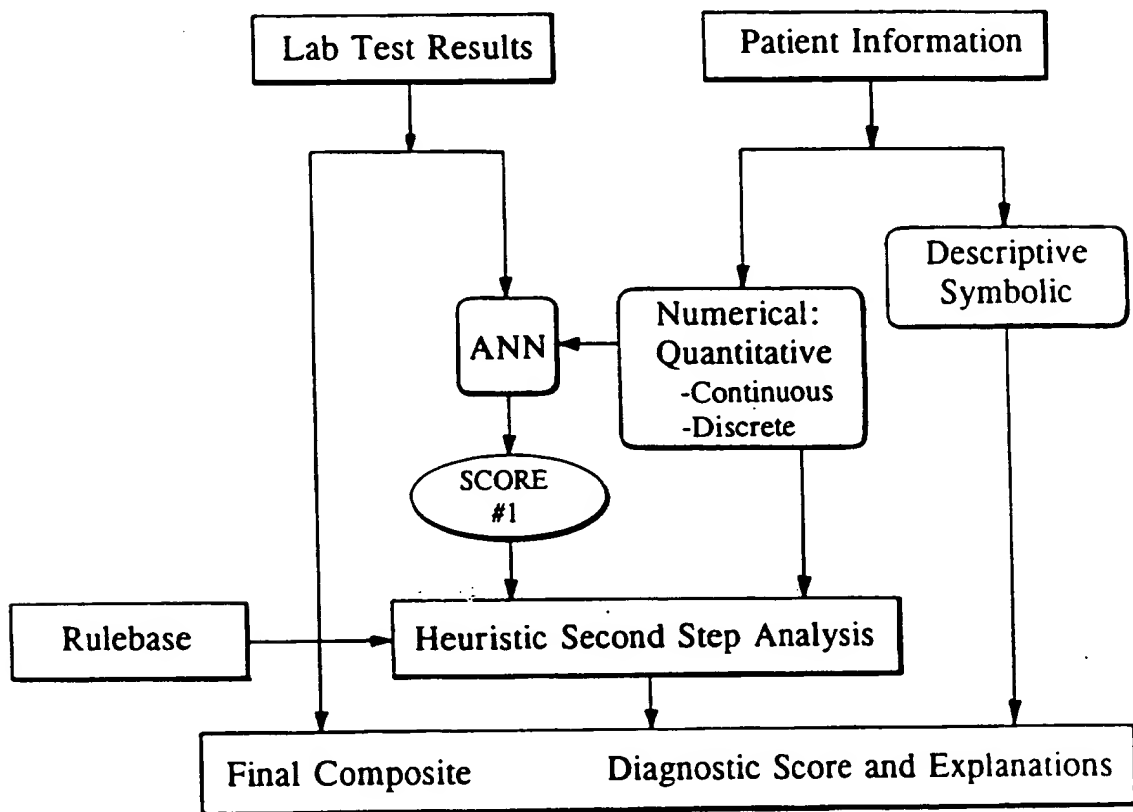 Lab Test Results
Patient Information
Descriptive
Symbolic
Numerical:
Quantitative
-Continuous
-Discrete
ANN
SCORE
#1
Rulebase
Heuristic Second Step Analysis
Final Composite
Diagnostic Score and Explanations